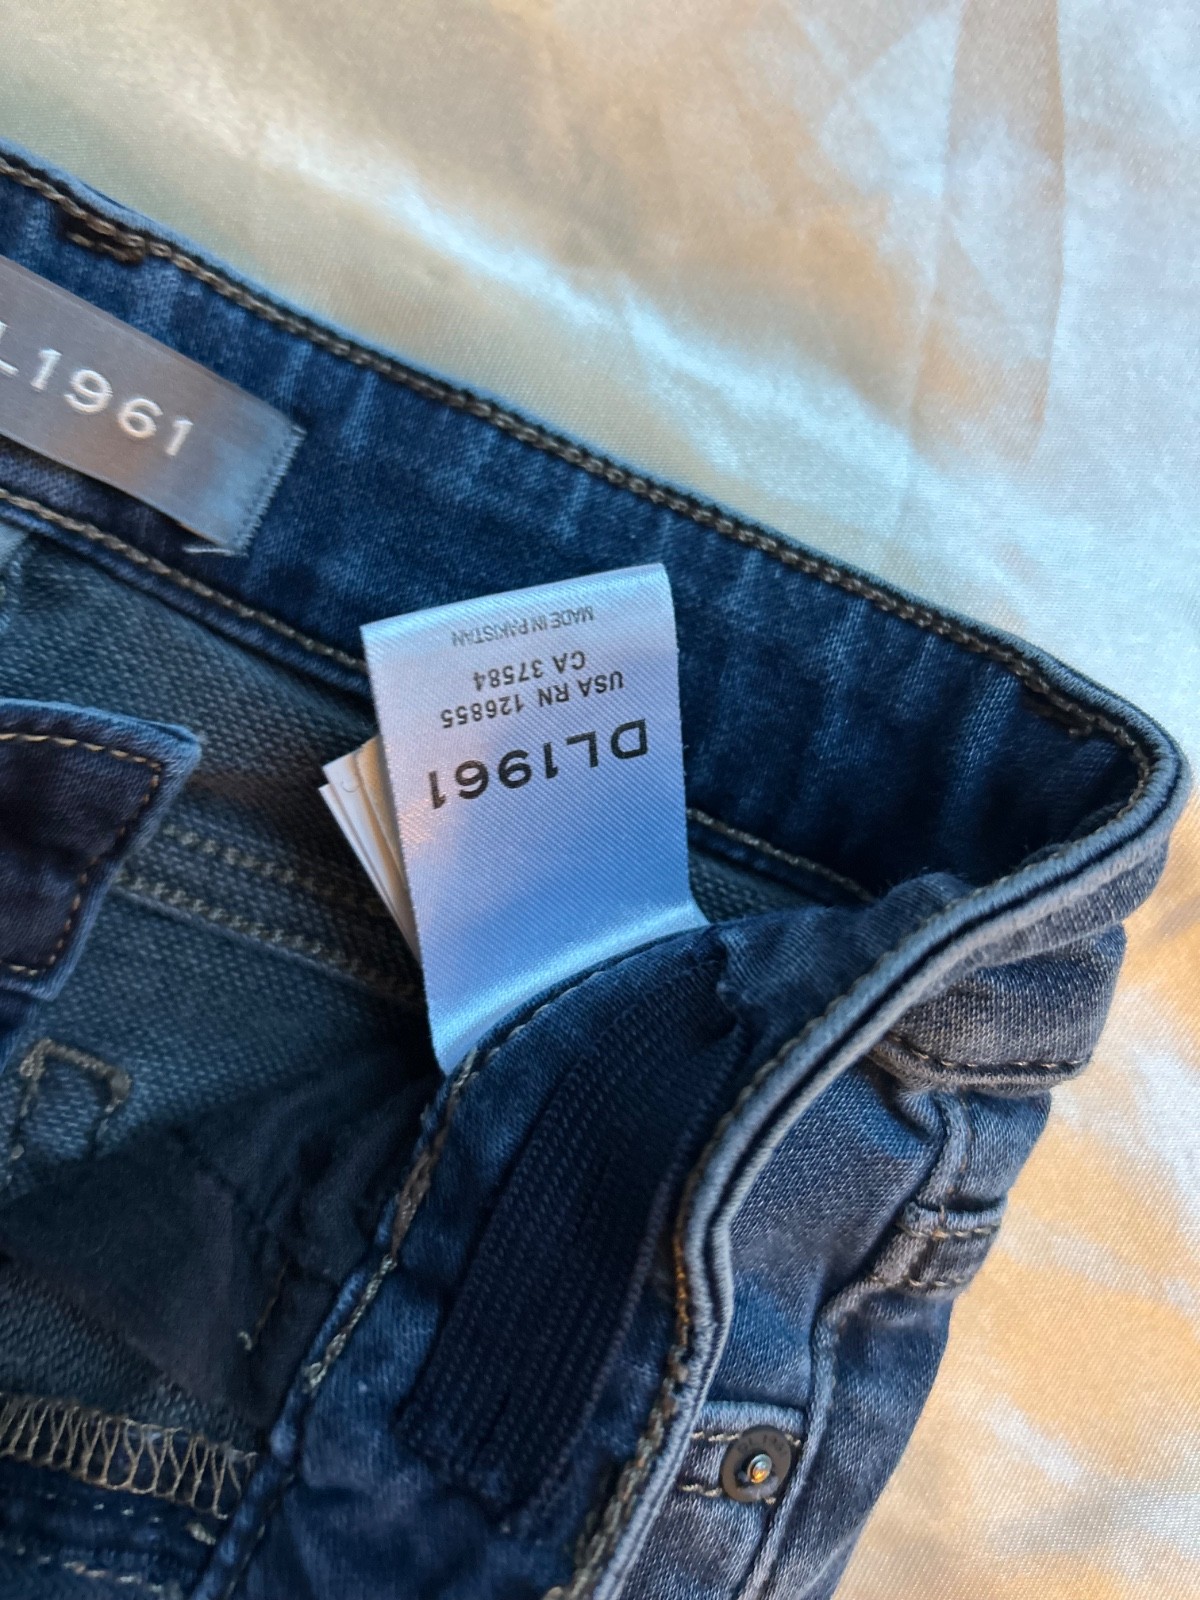 L1961
DL1961
USA RN 126855
CA 37584
MADE IN PAKISTAN